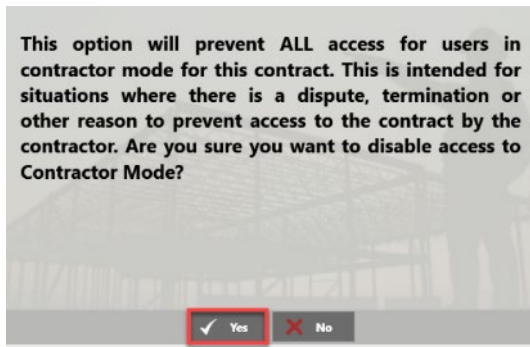 This option will prevent ALL access for users in
contractor mode for this contract. This is intended for
situations where there is a dispute, termination or
other reason to prevent access to the contract by the
contractor. Are you sure you want to disable access to
Contractor Mode?
Yes No